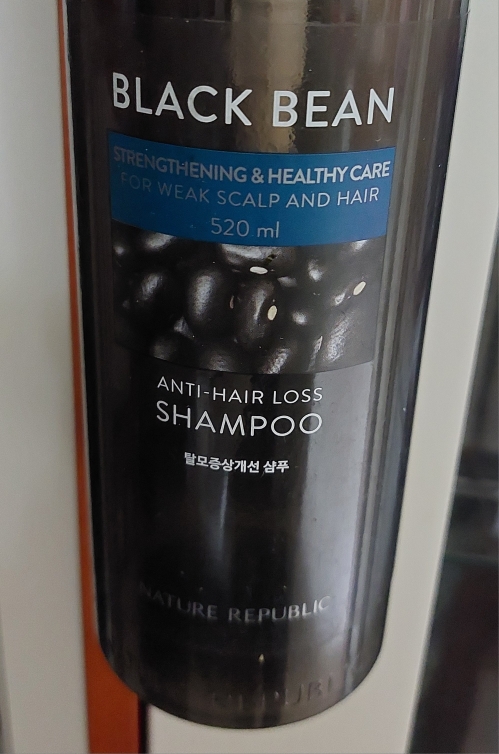 BLACK BEAN
STRENGTHENING & HEALTHY CARE
FOR WEAK SCALP AND HAIR
520 ml
ANTI-HAIR LOSS
SHAMPOO
탈모증상개선 샴푸
NATURE REPUBLIC